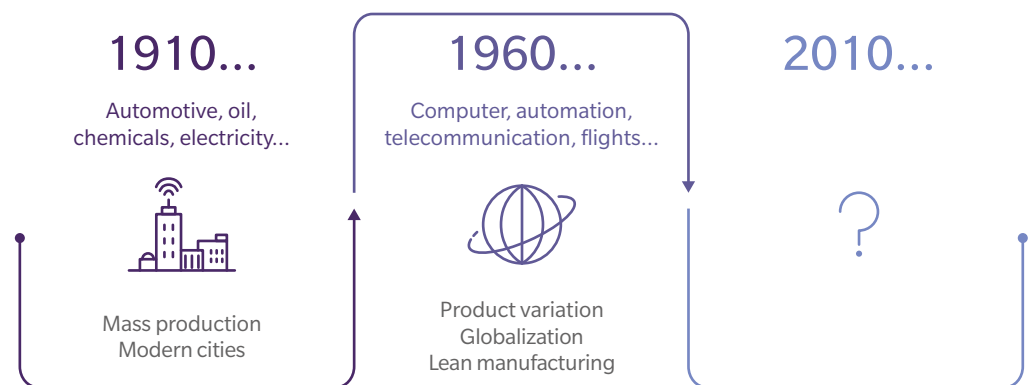 1910...
Automotive, oil,
chemicals, electricity...
Mass production
Modern cities
1960...
Computer, automation,
telecommunication, flights...
Product variation
Globalization
Lean manufacturing
2010...
?